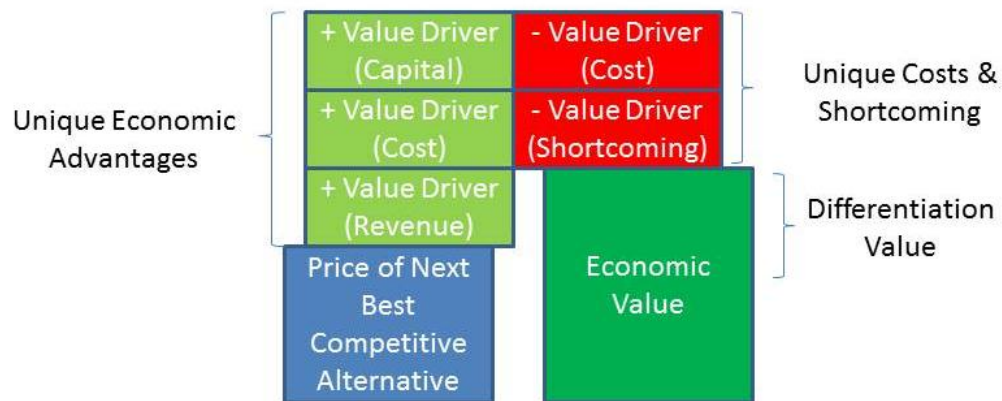 Unique Economic
Advantages
+ Value Driver
(Capital)
+ Value Driver
(Cost)
+ Value Driver
(Revenue)
Price of Next
Best
Competitive
Alternative
- Value Driver
(Cost)
- Value Driver
(Shortcoming)
Economic
Value
Unique Costs &
Shortcoming
Differentiation
Value